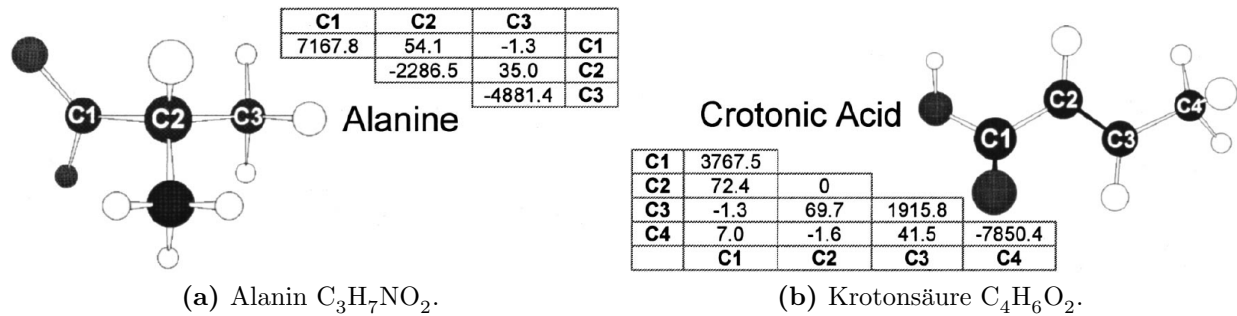 C1 C2 C3
7167.8 54.1 -1.3 C1
-2286.5 35.0 C2
-4881.4 C3
C1 C2 C3
Alanine
Crotonic Acid
C1 C2 C3 C4
C1 3767.5
C2 72.4 0
C3 -1.3 69.7 1915.8
C4 7.0 -1.6 41.5 -7850.4
C1 C2 C3 C4
(a) Alanin C₃H₇NO₂.
(b) Krotonsäure C₄H₆O₂.